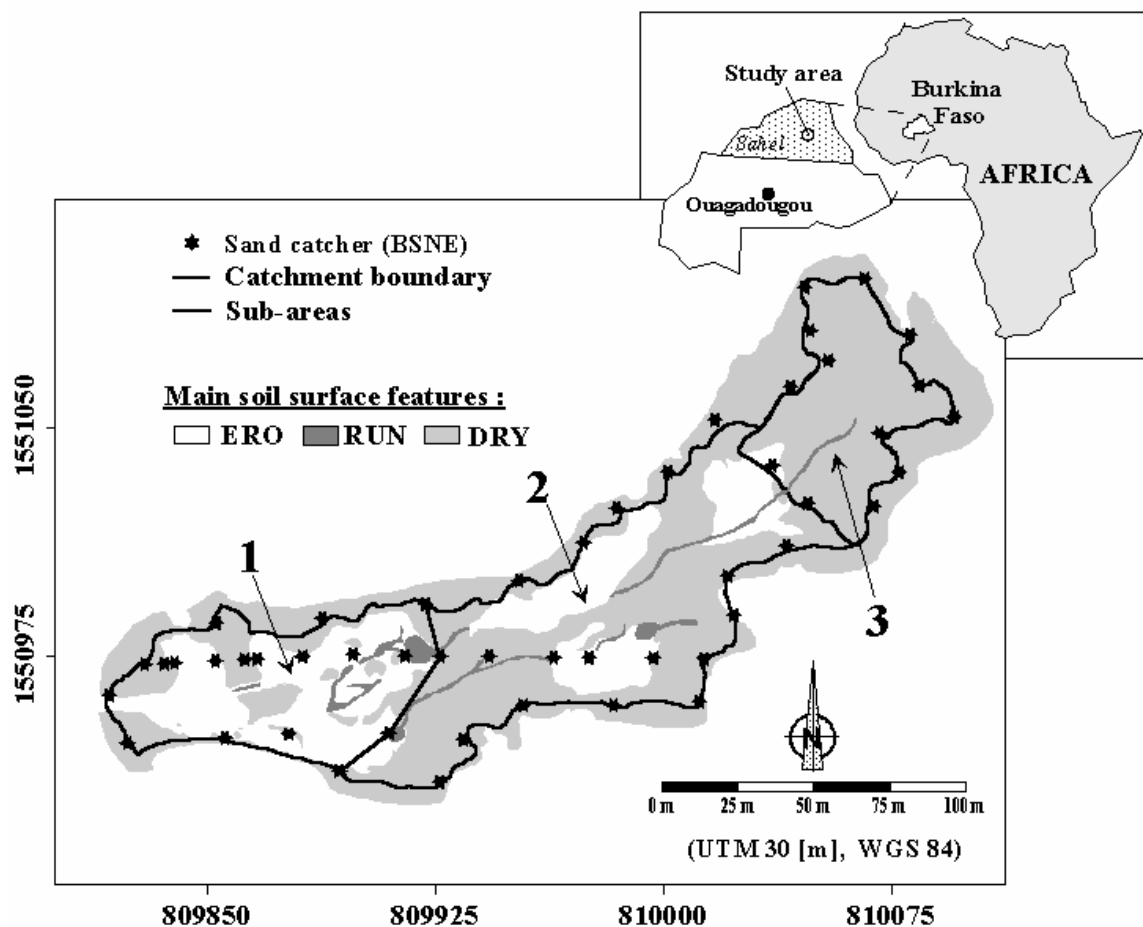 Study area
Burkina
Faso
Sahel
AFRICA
Ouagadougou
Sand catcher (BSNE)
Catchment boundary
Sub-areas
Main soil surface features :
ERO RUN DRY
1
2
3
N
0 m 25 m 50 m 75 m 100 m
(UTM 30 [m], WGS 84)
1551050
1550975
809850 809925 810000 810075